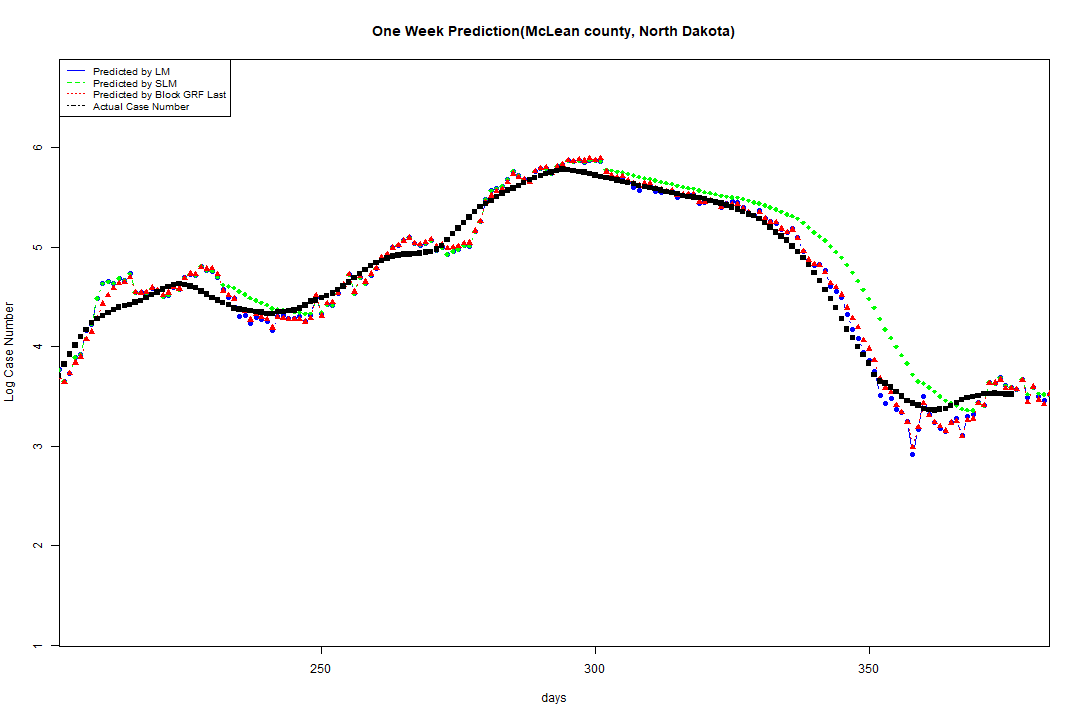 One Week Prediction(McLean county, North Dakota)
Predicted by LM
Predicted by SLM
Predicted by Block GRF Last
Actual Case Number
6
5
4
3
2
1
Log Case Number
250
300
350
days